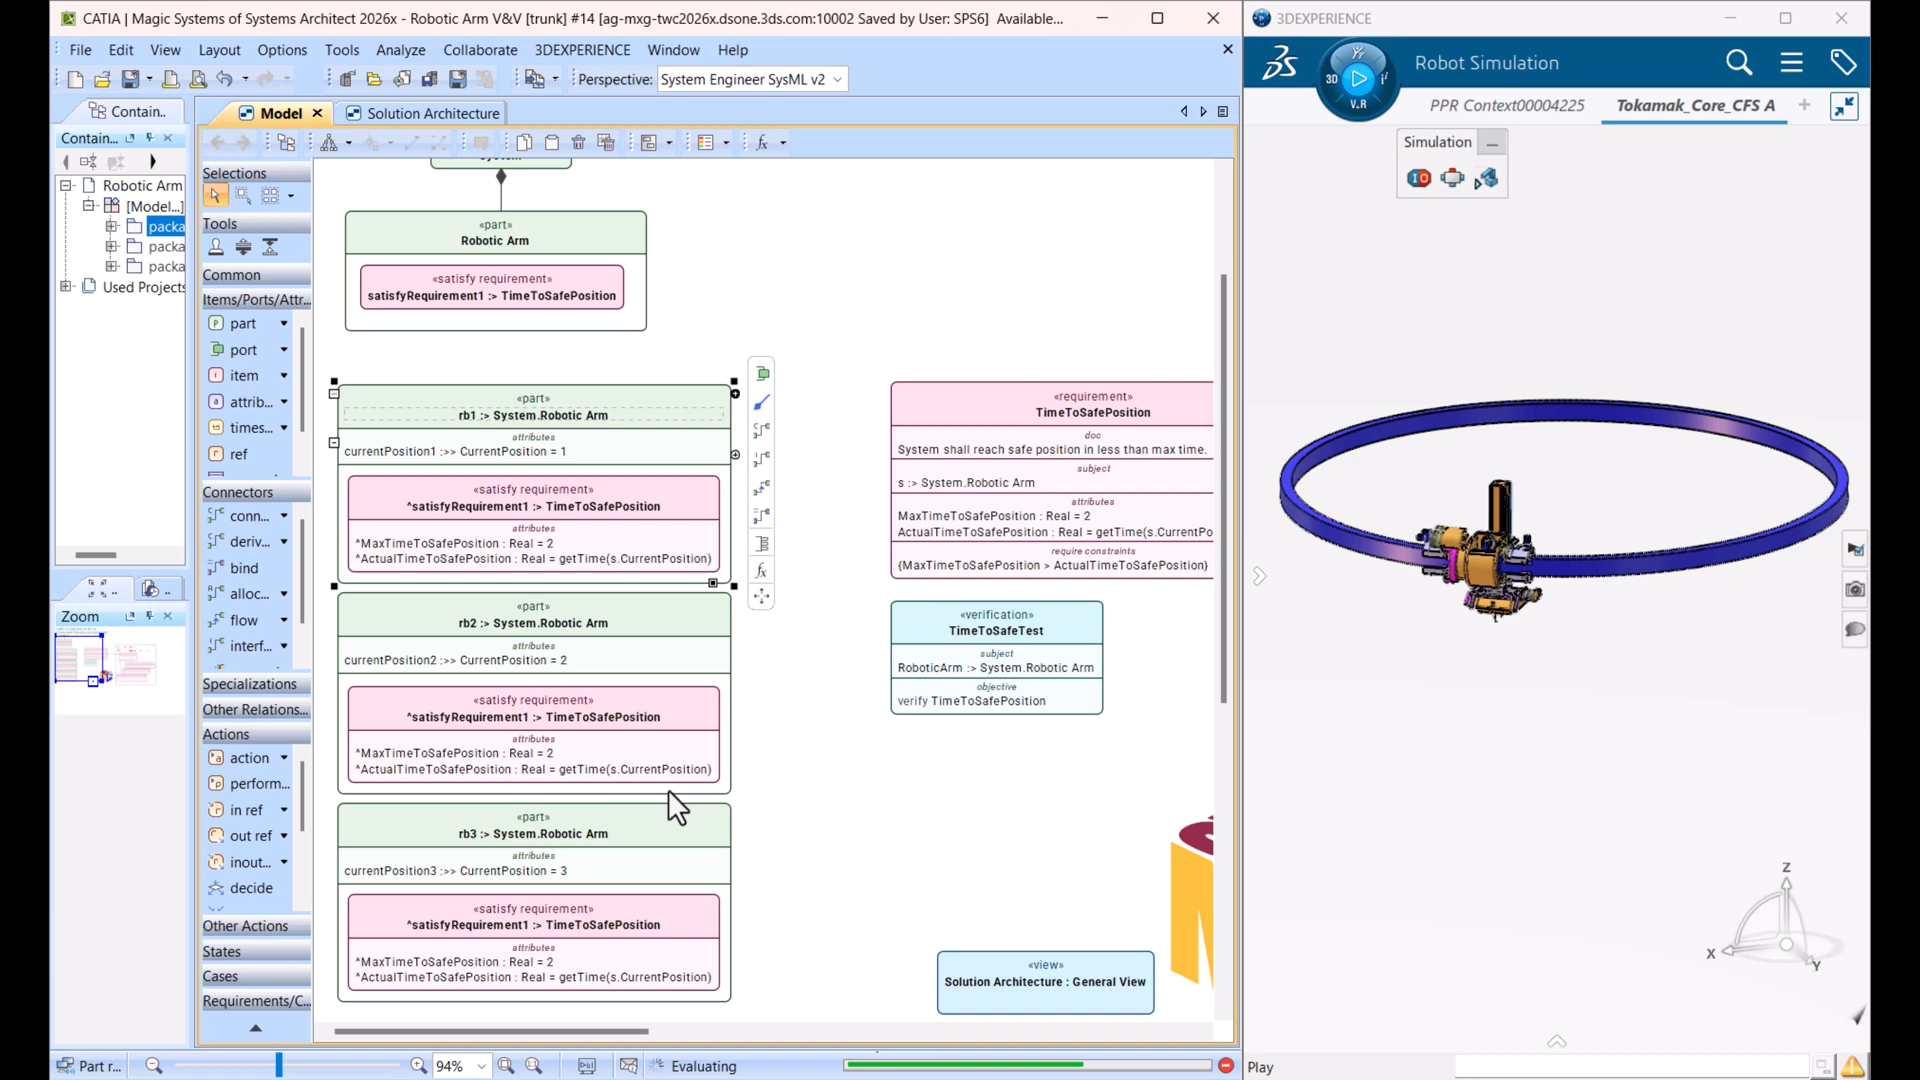 CATIA | Magic Systems of Systems Architect 2026x - Robotic Arm V&V [trunk] #14 [ag-mxg-twc2026x.dsone.3ds.com:10002 Saved by User: SPS6] Available...
File Edit View Layout Options Tools Analyze Collaborate 3DEXPERIENCE Window Help
Perspective: System Engineer SysML v2
Contain..
Model
Solution Architecture
Contain...
Robotic Arm
[Model...]
packa
packa
packa
Used Projects
Zoom
Selections
Tools
Common
Items/Ports/Attr...
part
port
item
attrib...
times...
ref
Connectors
conn...
deriv...
bind
alloc...
flow
interf...
Specializations
Other Relations...
Actions
action
perform...
in ref
out ref
inout...
decide
Other Actions
States
Cases
Requirements/C...
System
«part»
Robotic Arm
«satisfy requirement»
satisfyRequirement1 :> TimeToSafePosition
«part»
rb1 :> System.Robotic Arm
attributes
currentPosition1 :>> CurrentPosition = 1
«satisfy requirement»
^satisfyRequirement1 :> TimeToSafePosition
attributes
^MaxTimeToSafePosition : Real = 2
^ActualTimeToSafePosition : Real = getTime(s.CurrentPosition)
«part»
rb2 :> System.Robotic Arm
attributes
currentPosition2 :>> CurrentPosition = 2
«satisfy requirement»
^satisfyRequirement1 :> TimeToSafePosition
attributes
^MaxTimeToSafePosition : Real = 2
^ActualTimeToSafePosition : Real = getTime(s.CurrentPosition)
«part»
rb3 :> System.Robotic Arm
attributes
currentPosition3 :>> CurrentPosition = 3
«satisfy requirement»
^satisfyRequirement1 :> TimeToSafePosition
attributes
^MaxTimeToSafePosition : Real = 2
^ActualTimeToSafePosition : Real = getTime(s.CurrentPosition)
«requirement»
TimeToSafePosition
doc
System shall reach safe position in less than max time.
subject
s :> System.Robotic Arm
attributes
MaxTimeToSafePosition : Real = 2
ActualTimeToSafePosition : Real = getTime(s.CurrentPo
require constraints
{MaxTimeToSafePosition > ActualTimeToSafePosition}
«verification»
TimeToSafeTest
subject
RoboticArm :> System.Robotic Arm
objective
verify TimeToSafePosition
«view»
Solution Architecture : General View
Part r...
94%
Evaluating
3DEXPERIENCE
3D
V.R
Robot Simulation
PPR Context00004225
Tokamak_Core_CFS A
Simulation
Z
X
Y
Play